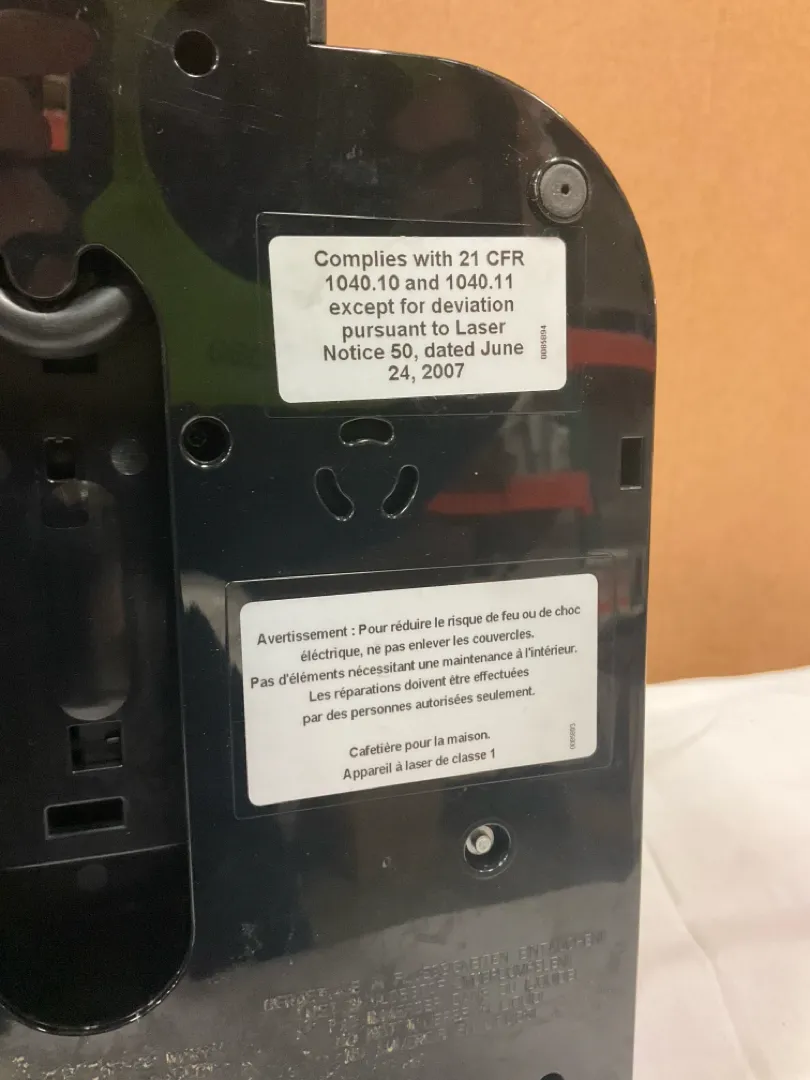 Complies with 21 CFR
1040.10 and 1040.11
except for deviation
pursuant to Laser
Notice 50, dated June
24, 2007
0085894
Avertissement : Pour réduire le risque de feu ou de choc
éléctrique, ne pas enlever les couvercles.
Pas d'éléments nécessitant une maintenance à l'intérieur.
Les réparations doivent être effectuées
par des personnes autorisées seulement.
Cafetière pour la maison.
Appareil à laser de classe 1
DO NOT